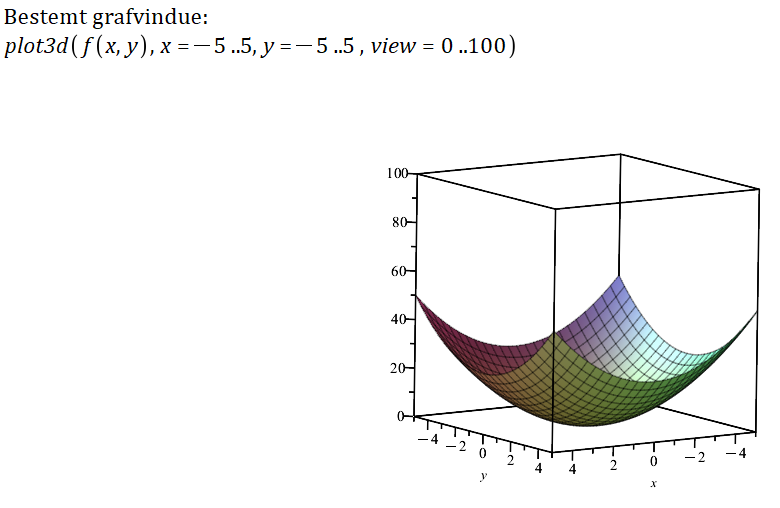 Bestemt grafvindue:
plot3d(f(x, y), x = −5 ..5, y = −5 ..5 , view = 0 ..100)
100
80
60
40
20
0
−4 −2 0 2 4
y
4 2 0 −2 −4
x